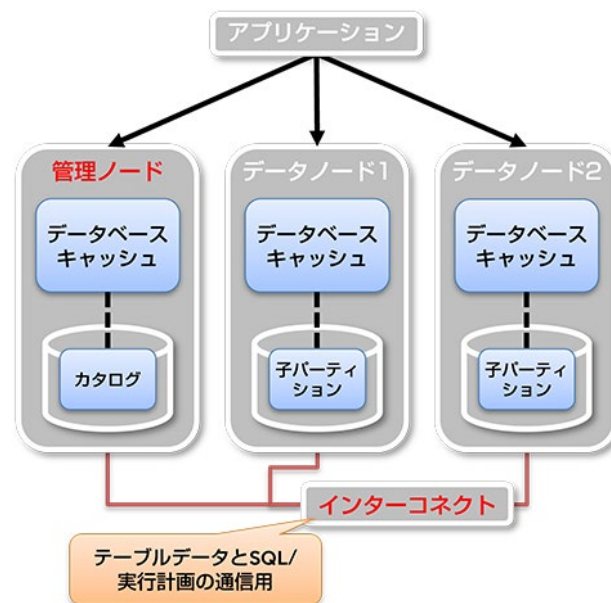 アプリケーション
管理ノード
データベース
キャッシュ
カタログ
データノード1
データベース
キャッシュ
子パーティ
ション
データノード2
データベース
キャッシュ
子パーティ
ション
インターコネクト
テーブルデータとSQL/
実行計画の通信用